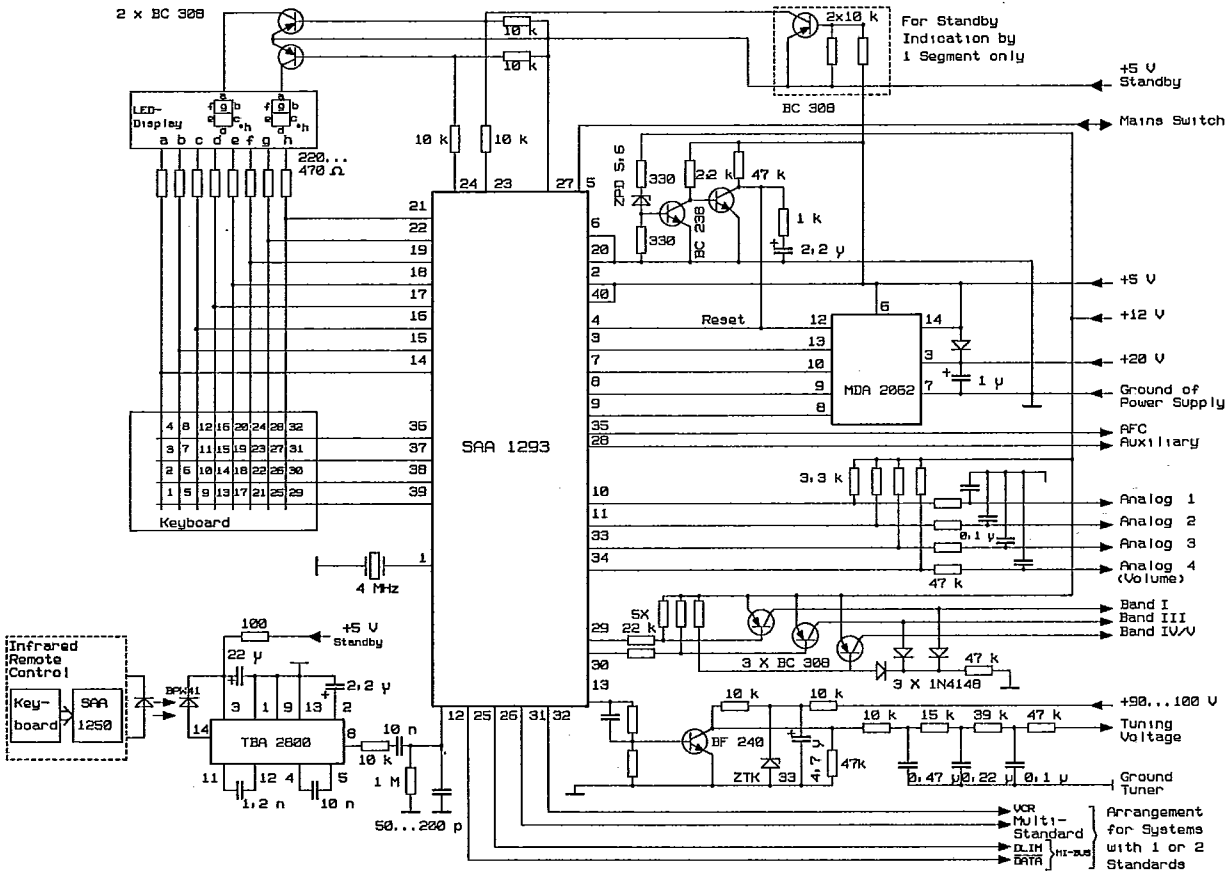 2 x BC 308
10 k
10 k
2x10 k
For Standby
Indication by
1 Segment only
BC 308
+5 V
Standby
LED-
Display
a
f g b
e c
d
•h
a
f g b
e c
d
•h
a b c d e f g h
220...
470 Ω
10 k
10 k
Mains Switch
24 23 27 5
ZPD 5,6
330
330
2,2 k
47 k
BC 238
1 k
+
2,2 µ
21
22
19
18
17
16
15
14
6
20
2
40
4
3
7
8
9
35
28
Reset
12
13
10
9
8
6
14
3
7
MDA 2062
+
1 µ
+5 V
+12 V
+20 V
Ground of
Power Supply
AFC
Auxiliary
SAA 1293
4 8 12 16 20 24 28 32
3 7 11 15 19 23 27 31
2 6 10 14 18 22 26 30
1 5 9 13 17 21 25 29
Keyboard
36
37
38
39
10
11
33
34
3,3 k
0,1 µ
47 k
Analog 1
Analog 2
Analog 3
Analog 4
(Volume)
1
4 MHz
29
30
13
5X
22 k
3 X BC 308
3 X 1N4148
47 k
Band I
Band III
Band IV/V
Infrared
Remote
Control
Key-
board
SAA
1250
BPW41
100
+5 V
Standby
22 µ
+
+
2,2 µ
3 1 9 13 2
14
TBA 2800
8
11 12 4 5
1,2 n
10 n
10 k
10 n
1 M
50...200 p
12 25 26 31 32
10 k
10 k
BF 240
ZTK 33
+
4,7 µ
47k
10 k
15 k
39 k
47 k
0,47 µ
0,22 µ
0,1 µ
+90...100 V
Tuning
Voltage
Ground
Tuner
VCR
Multi-
Standard
DLIM
DATA
MI-BUS
Arrangement
for Systems
with 1 or 2
Standards